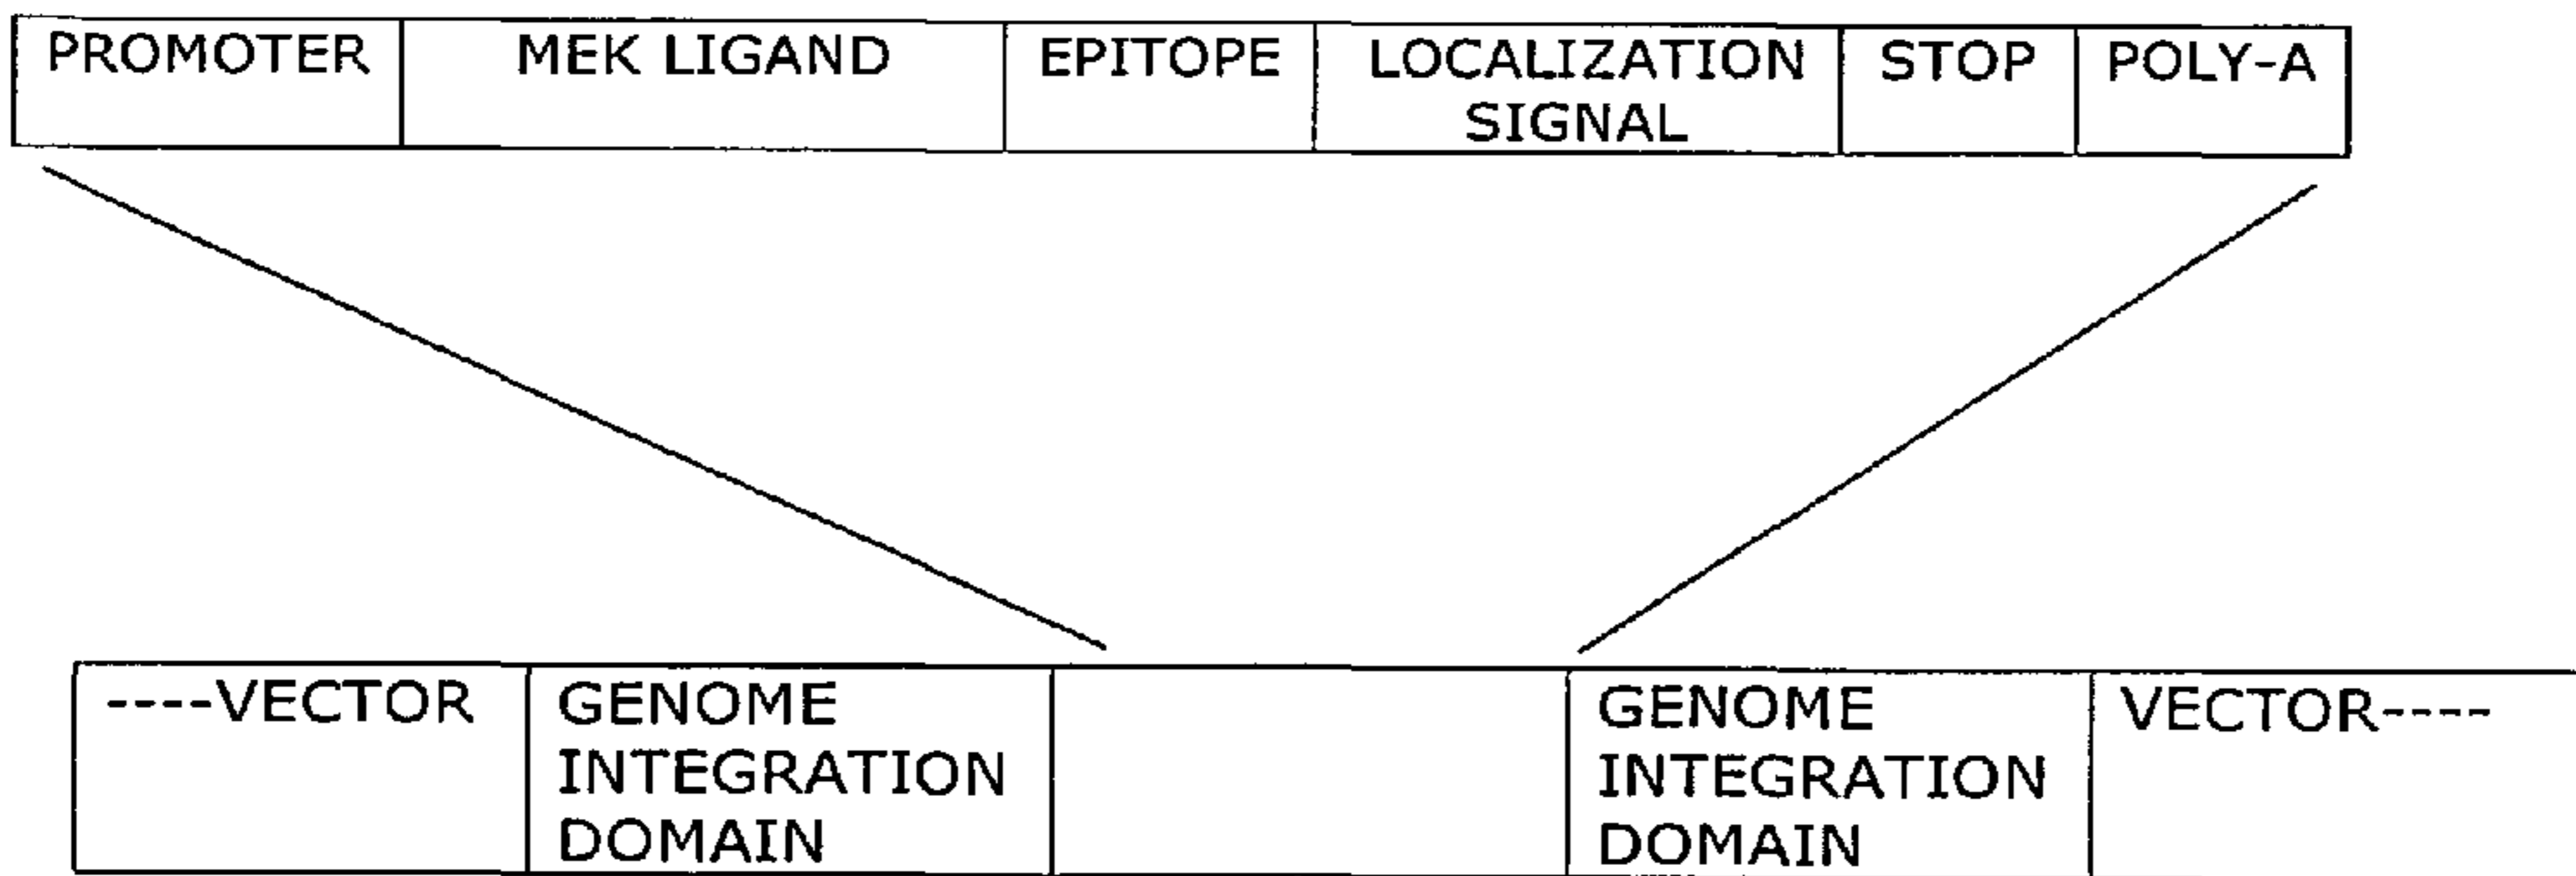 PROMOTER MEK LIGAND EPITOPE LOCALIZATION SIGNAL STOP POLY-A
----VECTOR GENOME INTEGRATION DOMAIN GENOME INTEGRATION DOMAIN VECTOR----